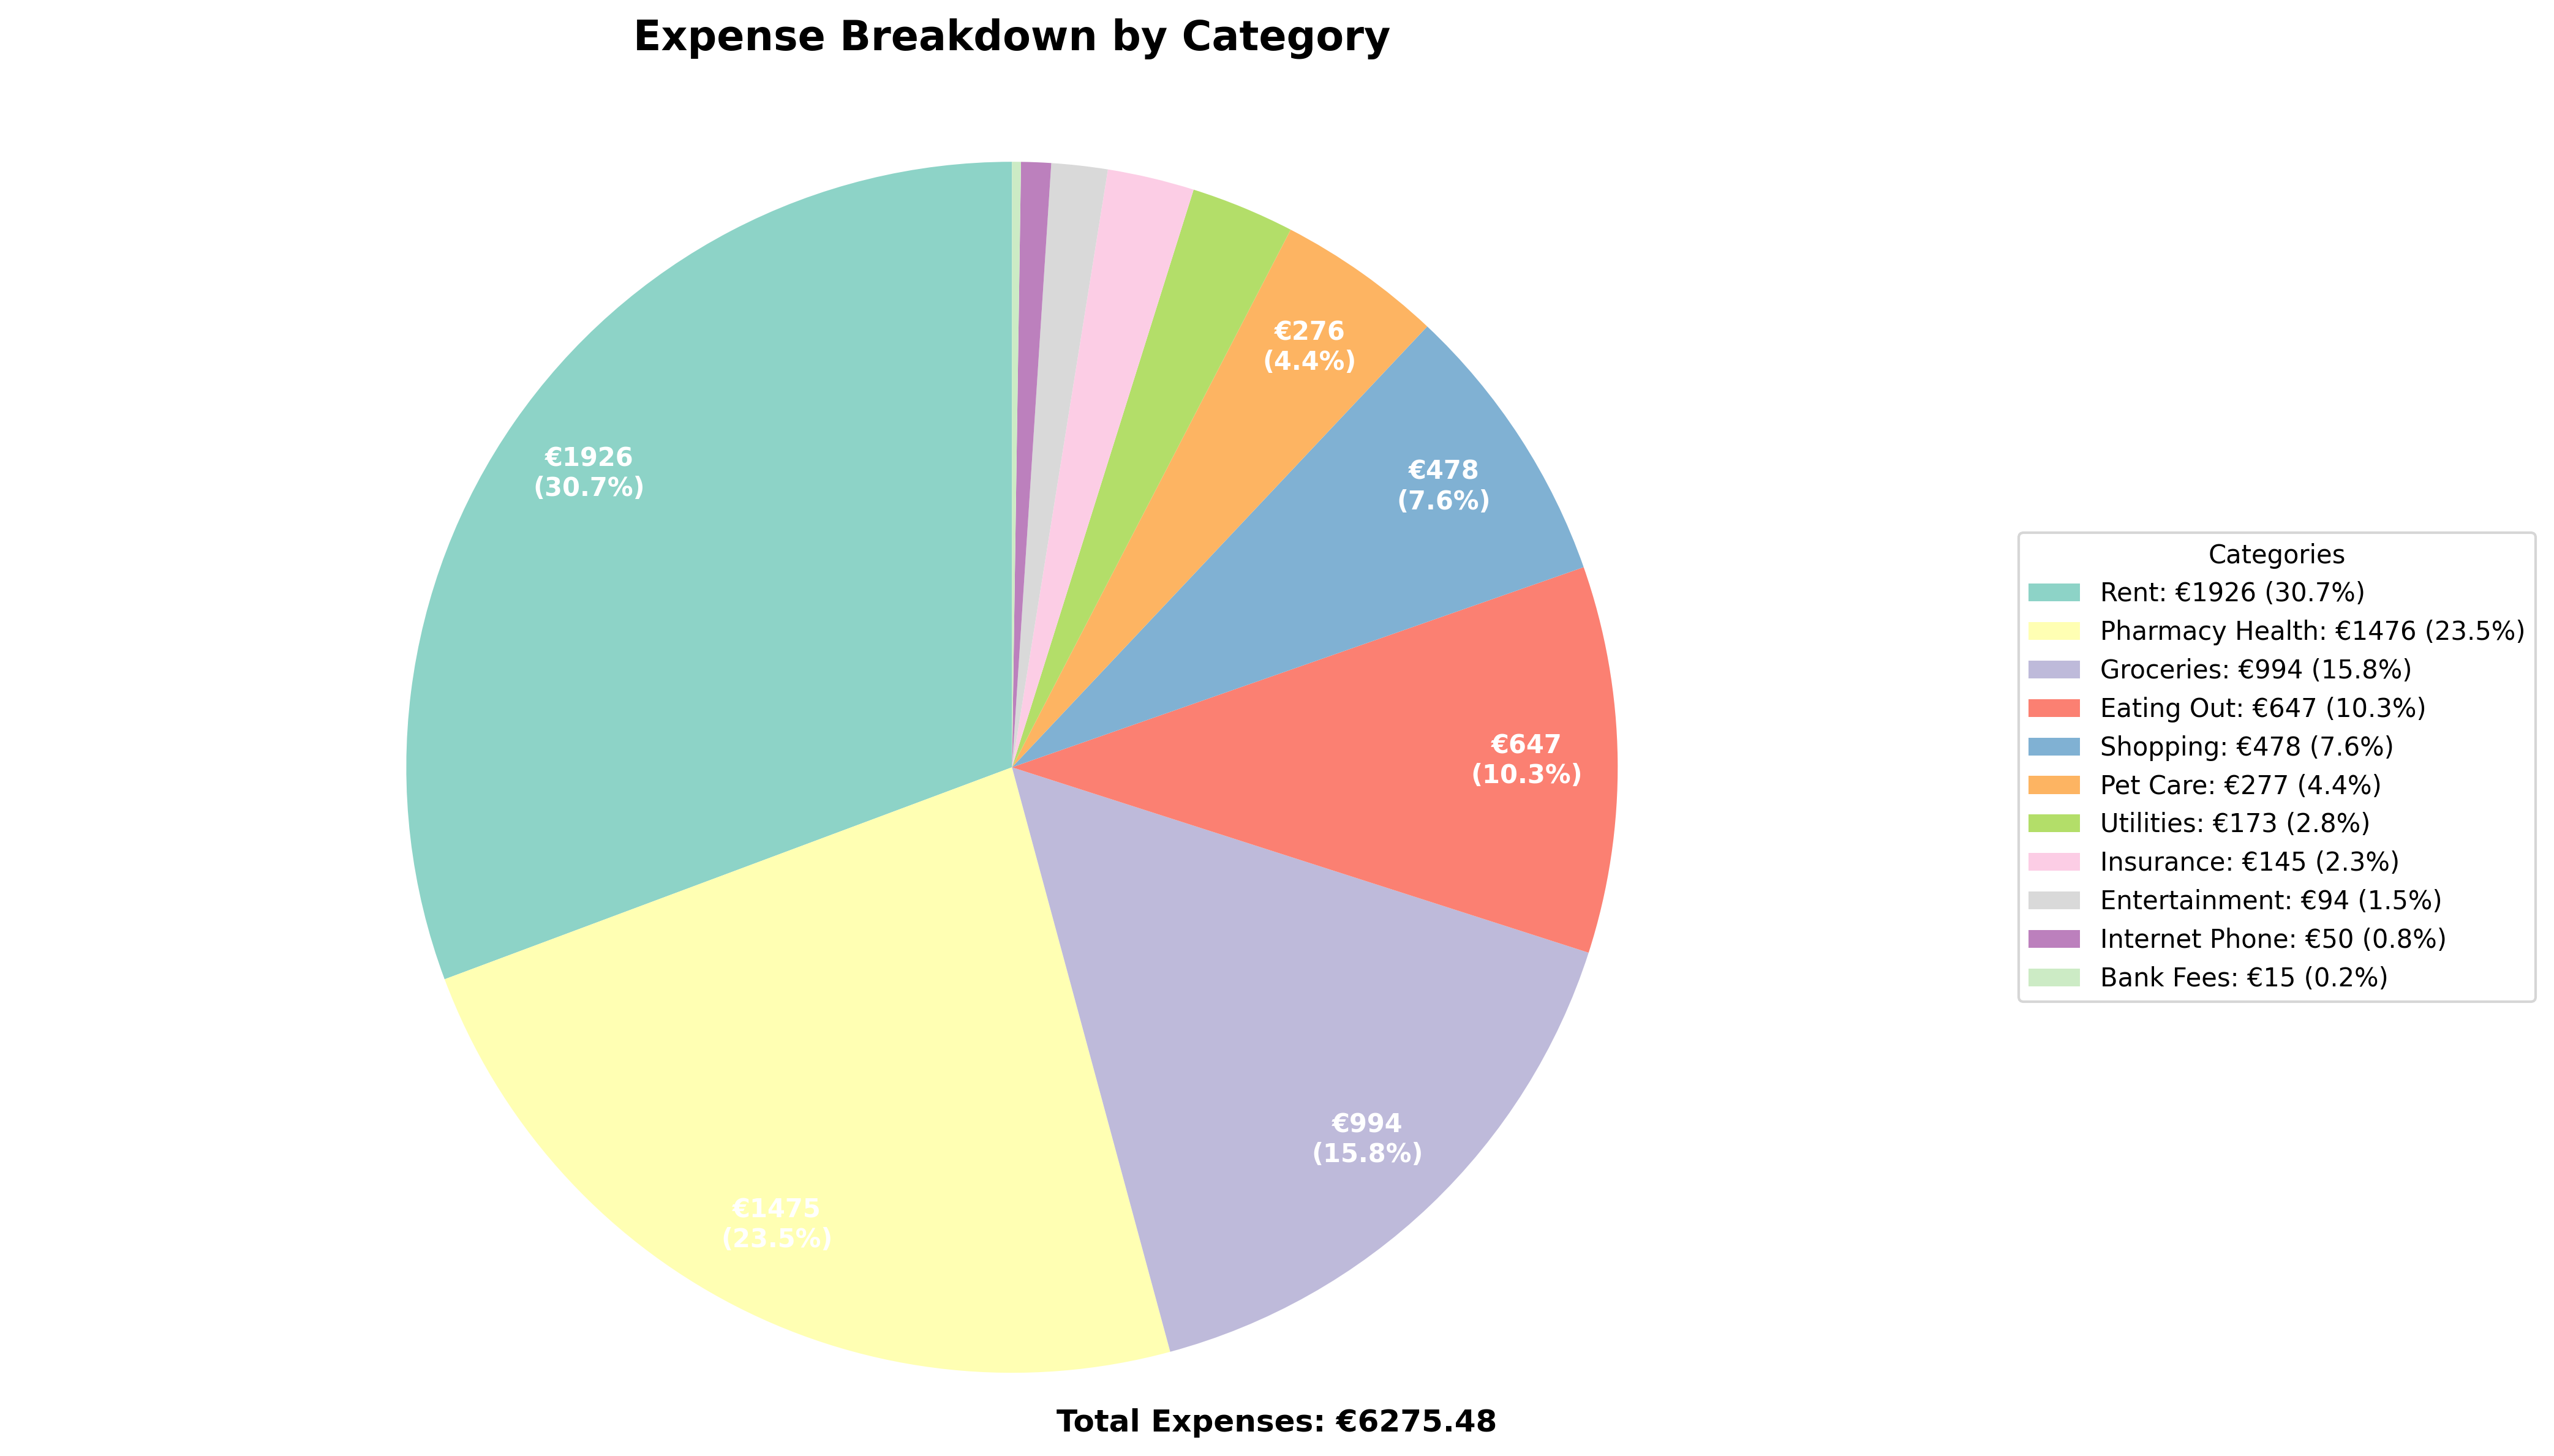 Expense Breakdown by Category
€276
(4.4%)
€478
(7.6%)
€1926
(30.7%)
€647
(10.3%)
€994
(15.8%)
€1475
(23.5%)
Categories
Rent: €1926 (30.7%)
Pharmacy Health: €1476 (23.5%)
Groceries: €994 (15.8%)
Eating Out: €647 (10.3%)
Shopping: €478 (7.6%)
Pet Care: €277 (4.4%)
Utilities: €173 (2.8%)
Insurance: €145 (2.3%)
Entertainment: €94 (1.5%)
Internet Phone: €50 (0.8%)
Bank Fees: €15 (0.2%)
Total Expenses: €6275.48